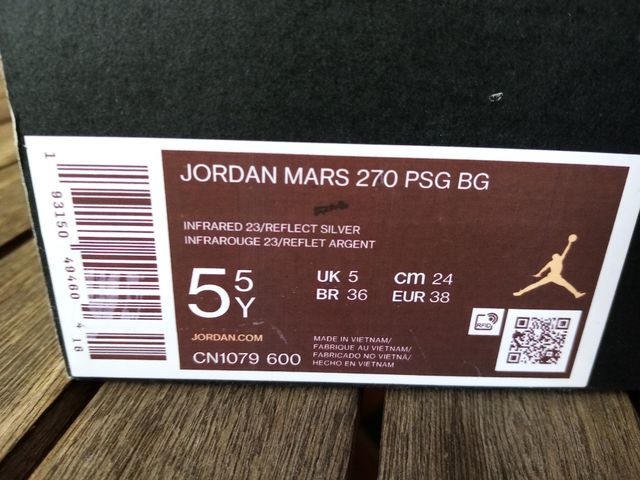 JORDAN MARS 270 PSG BG
INFRARED 23/REFLECT SILVER
INFRAROUGE 23/REFLET ARGENT
5 5Y
UK 5 cm 24
BR 36 EUR 38
JORDAN.COM
CN1079 600
MADE IN VIETNAM/
FABRIQUE AU VIETNAM/
FABRICADO NO VIETNÃ/
HECHO EN VIETNAM
RFID
1 93150 49460 4 16